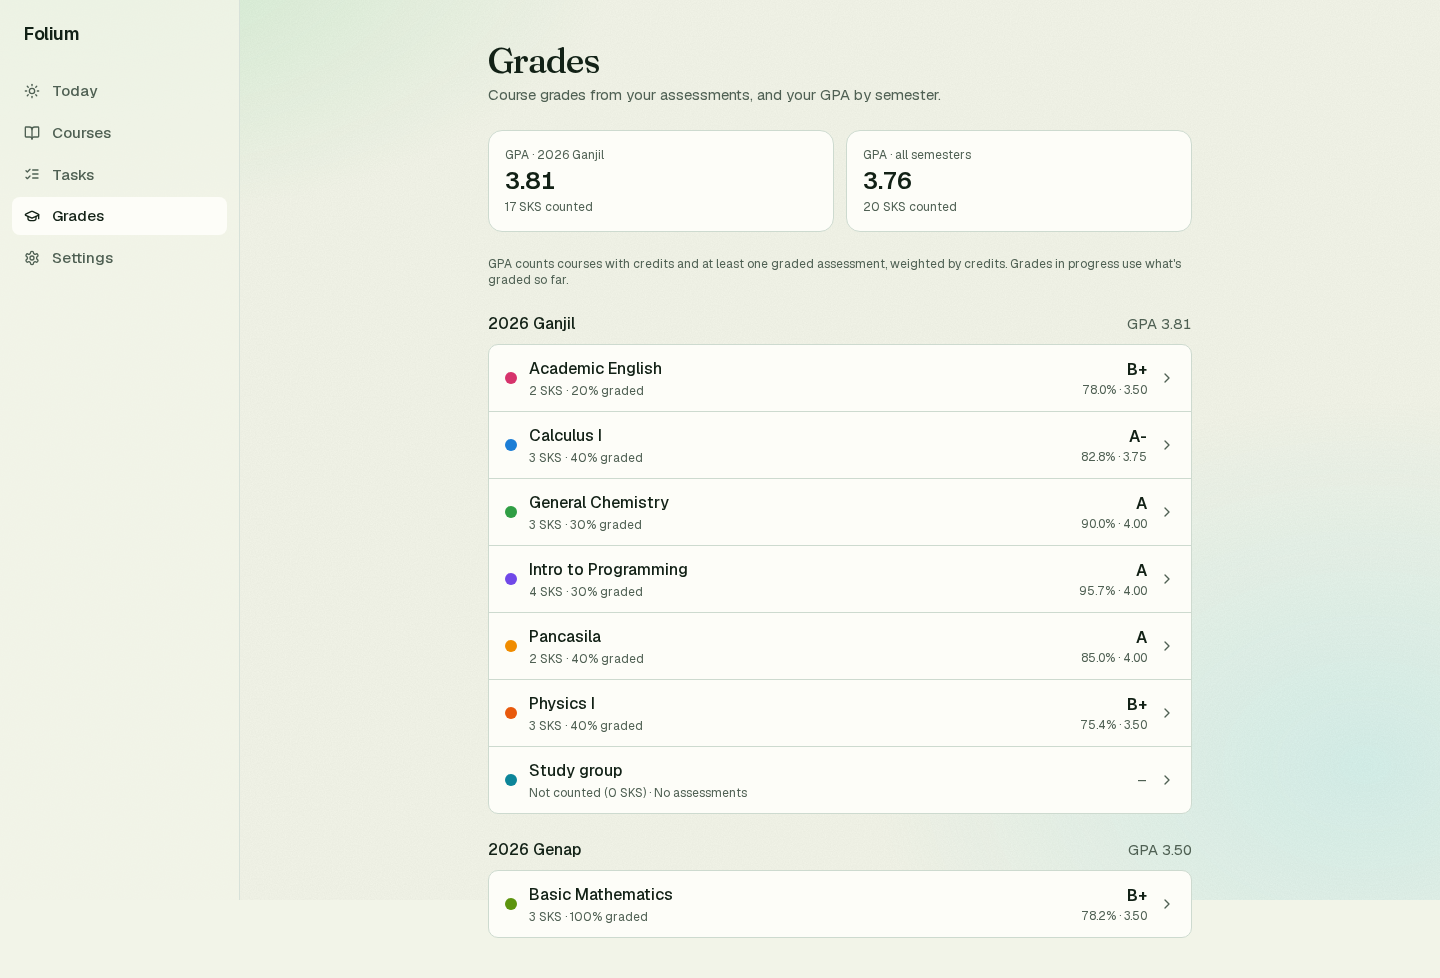 Folium
Today
Courses
Tasks
Grades
Settings
Grades
Course grades from your assessments, and your GPA by semester.
GPA · 2026 Ganjil
3.81
17 SKS counted
GPA · all semesters
3.76
20 SKS counted
GPA counts courses with credits and at least one graded assessment, weighted by credits. Grades in progress use what's
graded so far.
2026 Ganjil
GPA 3.81
Academic English
2 SKS · 20% graded
B+
78.0% · 3.50
Calculus I
3 SKS · 40% graded
A-
82.8% · 3.75
General Chemistry
3 SKS · 30% graded
A
90.0% · 4.00
Intro to Programming
4 SKS · 30% graded
A
95.7% · 4.00
Pancasila
2 SKS · 40% graded
A
85.0% · 4.00
Physics I
3 SKS · 40% graded
B+
75.4% · 3.50
Study group
Not counted (0 SKS) · No assessments
–
2026 Genap
GPA 3.50
Basic Mathematics
3 SKS · 100% graded
B+
78.2% · 3.50